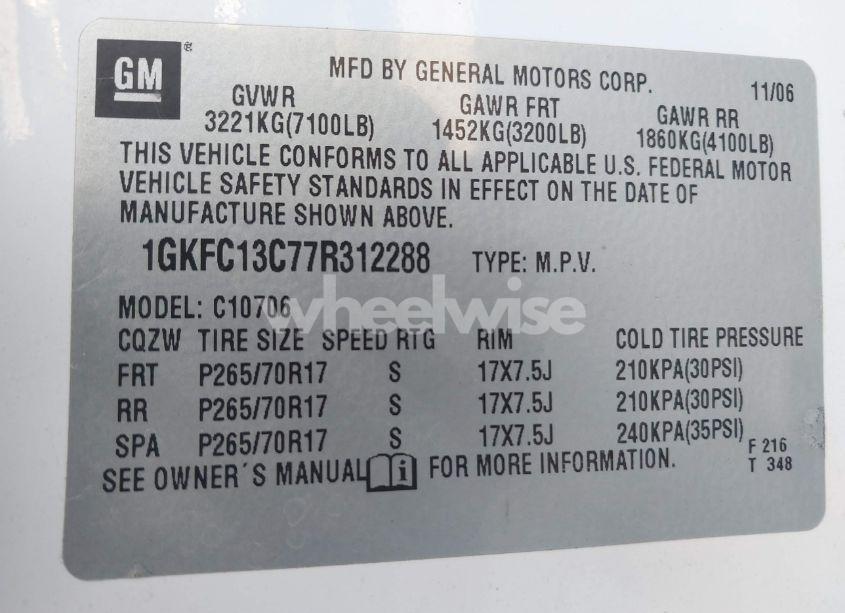 GM ®
MFD BY GENERAL MOTORS CORP. 11/06
GVWR GAWR FRT GAWR RR
3221KG(7100LB) 1452KG(3200LB) 1860KG(4100LB)
THIS VEHICLE CONFORMS TO ALL APPLICABLE U.S. FEDERAL MOTOR
VEHICLE SAFETY STANDARDS IN EFFECT ON THE DATE OF
MANUFACTURE SHOWN ABOVE.
1GKFC13C77R312288 TYPE: M.P.V.
wheelwise
MODEL: C10706
CQZW TIRE SIZE SPEED RTG RIM COLD TIRE PRESSURE
FRT P265/70R17 S 17X7.5J 210KPA(30PSI)
RR P265/70R17 S 17X7.5J 210KPA(30PSI)
SPA P265/70R17 S 17X7.5J 240KPA(35PSI)
SEE OWNER´S MANUAL i FOR MORE INFORMATION.
F 216
T 348